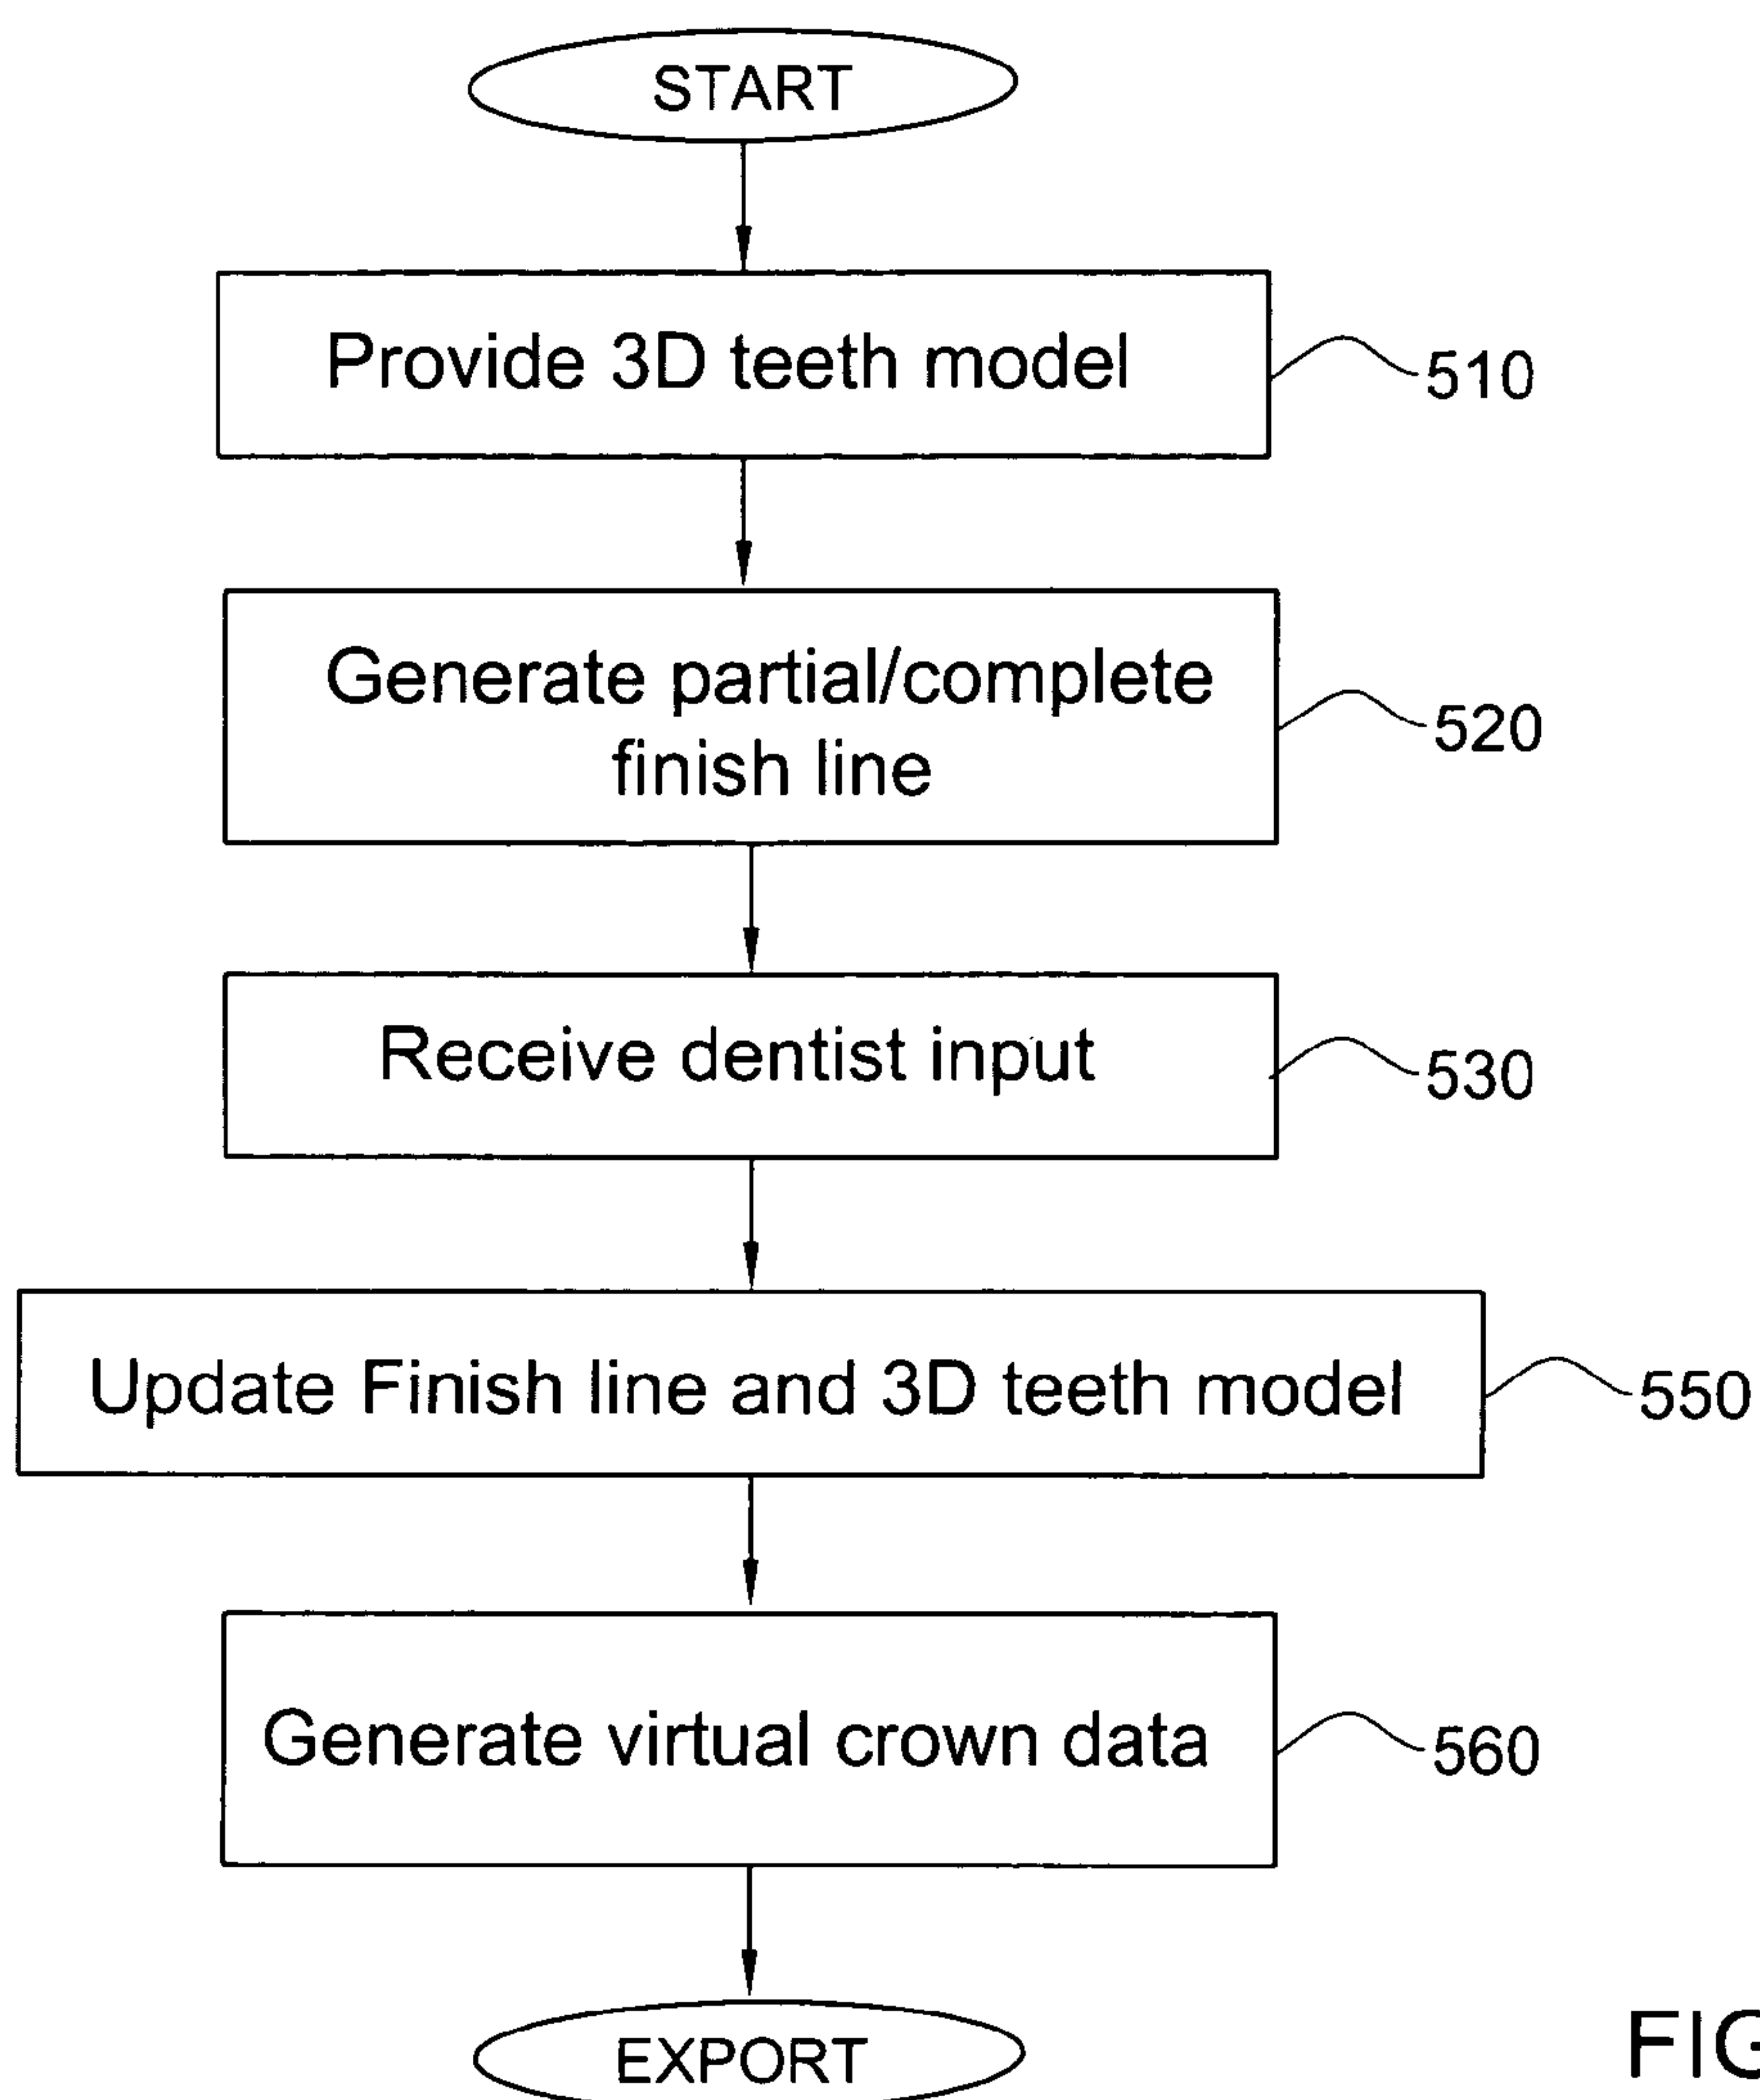 START
Provide 3D teeth model
510
Generate partial/complete
finish line
520
Receive dentist input
530
Update Finish line and 3D teeth model
550
Generate virtual crown data
560
EXPORT
FIG